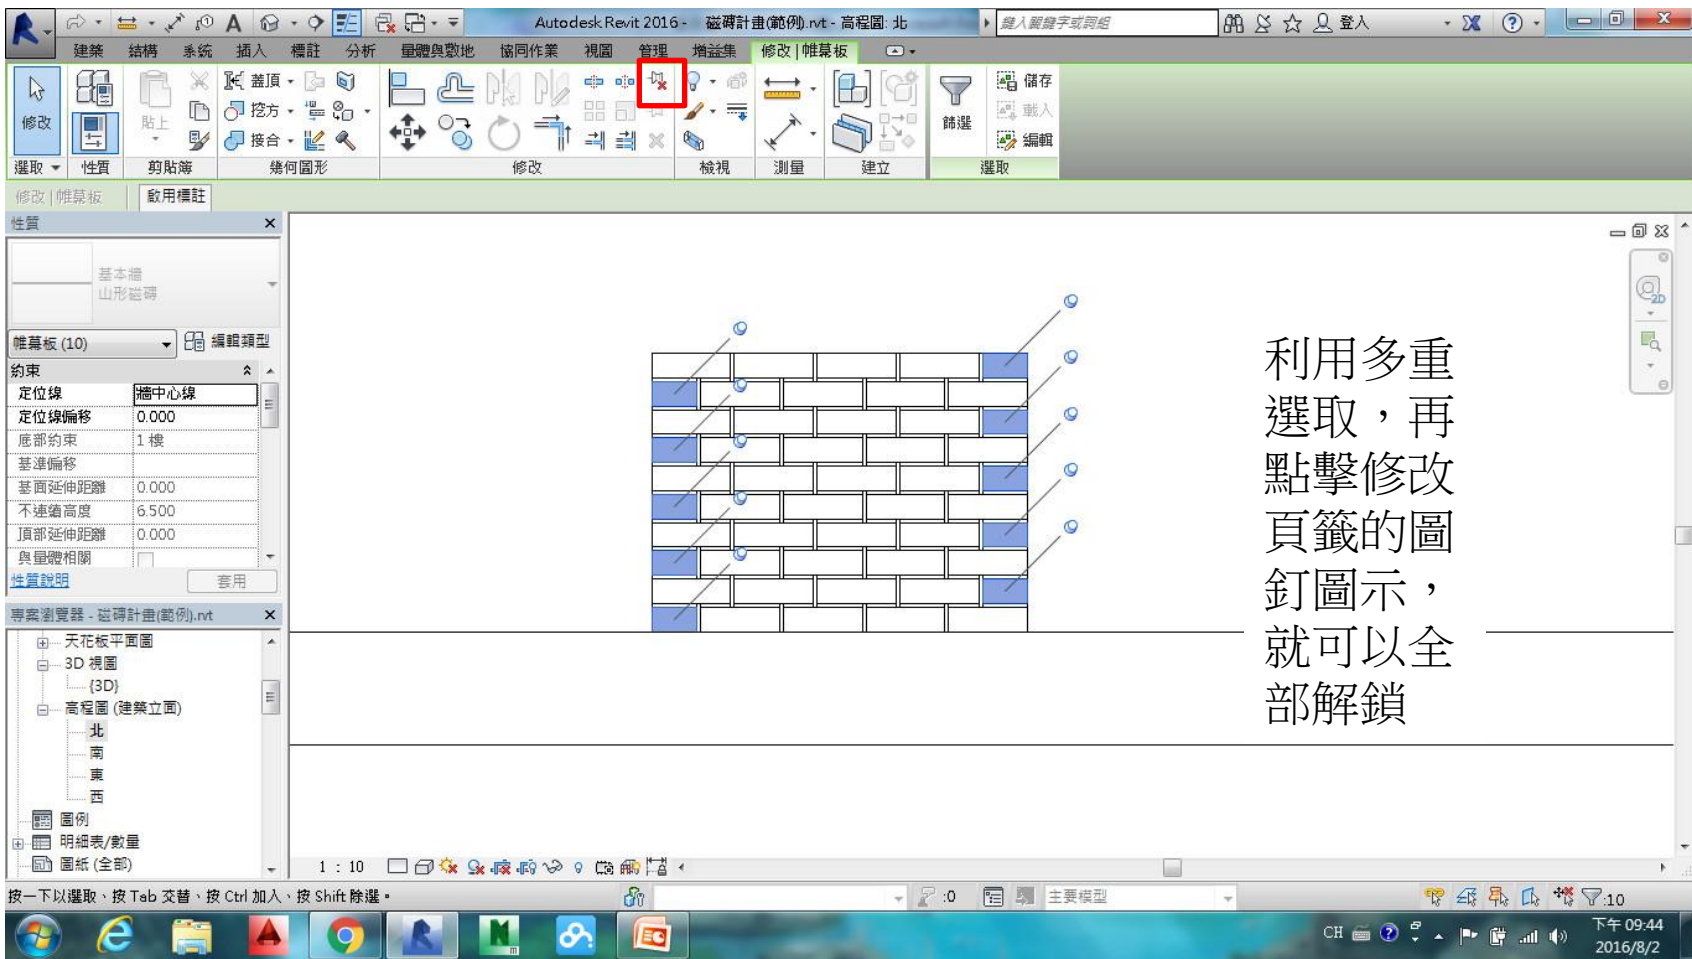 Autodesk Revit 2016 - 磁磚計畫(範例).rvt - 高程圖: 北
鍵入關鍵字或詞組
登入
建築 結構 系統 插入 標註 分析 量體與敷地 協同作業 視圖 管理 增益集 修改 | 帷幕板
修改
貼上
蓋頂
挖方
接合
篩選
儲存
載入
編輯
選取 性質 剪貼簿 幾何圖形 修改 檢視 測量 建立 選取
修改 | 帷幕板 啟用標註
性質
基本牆
山形磁磚
帷幕板 (10) 編輯類型
約束
定位線 牆中心線
定位線偏移 0.000
底部約束 1 樓
基準偏移
基面延伸距離 0.000
不連續高度 6.500
頂部延伸距離 0.000
與量體相關
性質說明 套用
專案瀏覽器 - 磁磚計畫(範例).rvt
天花板平面圖
3D 視圖
{3D}
高程圖 (建築立面)
北
南
東
西
圖例
明細表/數量
圖紙 (全部)
2D
利用多重
選取，再
點擊修改
頁籤的圖
釘圖示，
就可以全
部解鎖
1 : 10
按一下以選取、按 Tab 交替、按 Ctrl 加入、按 Shift 除選。
:0
主要模型
:10
CH
下午 09:44
2016/8/2